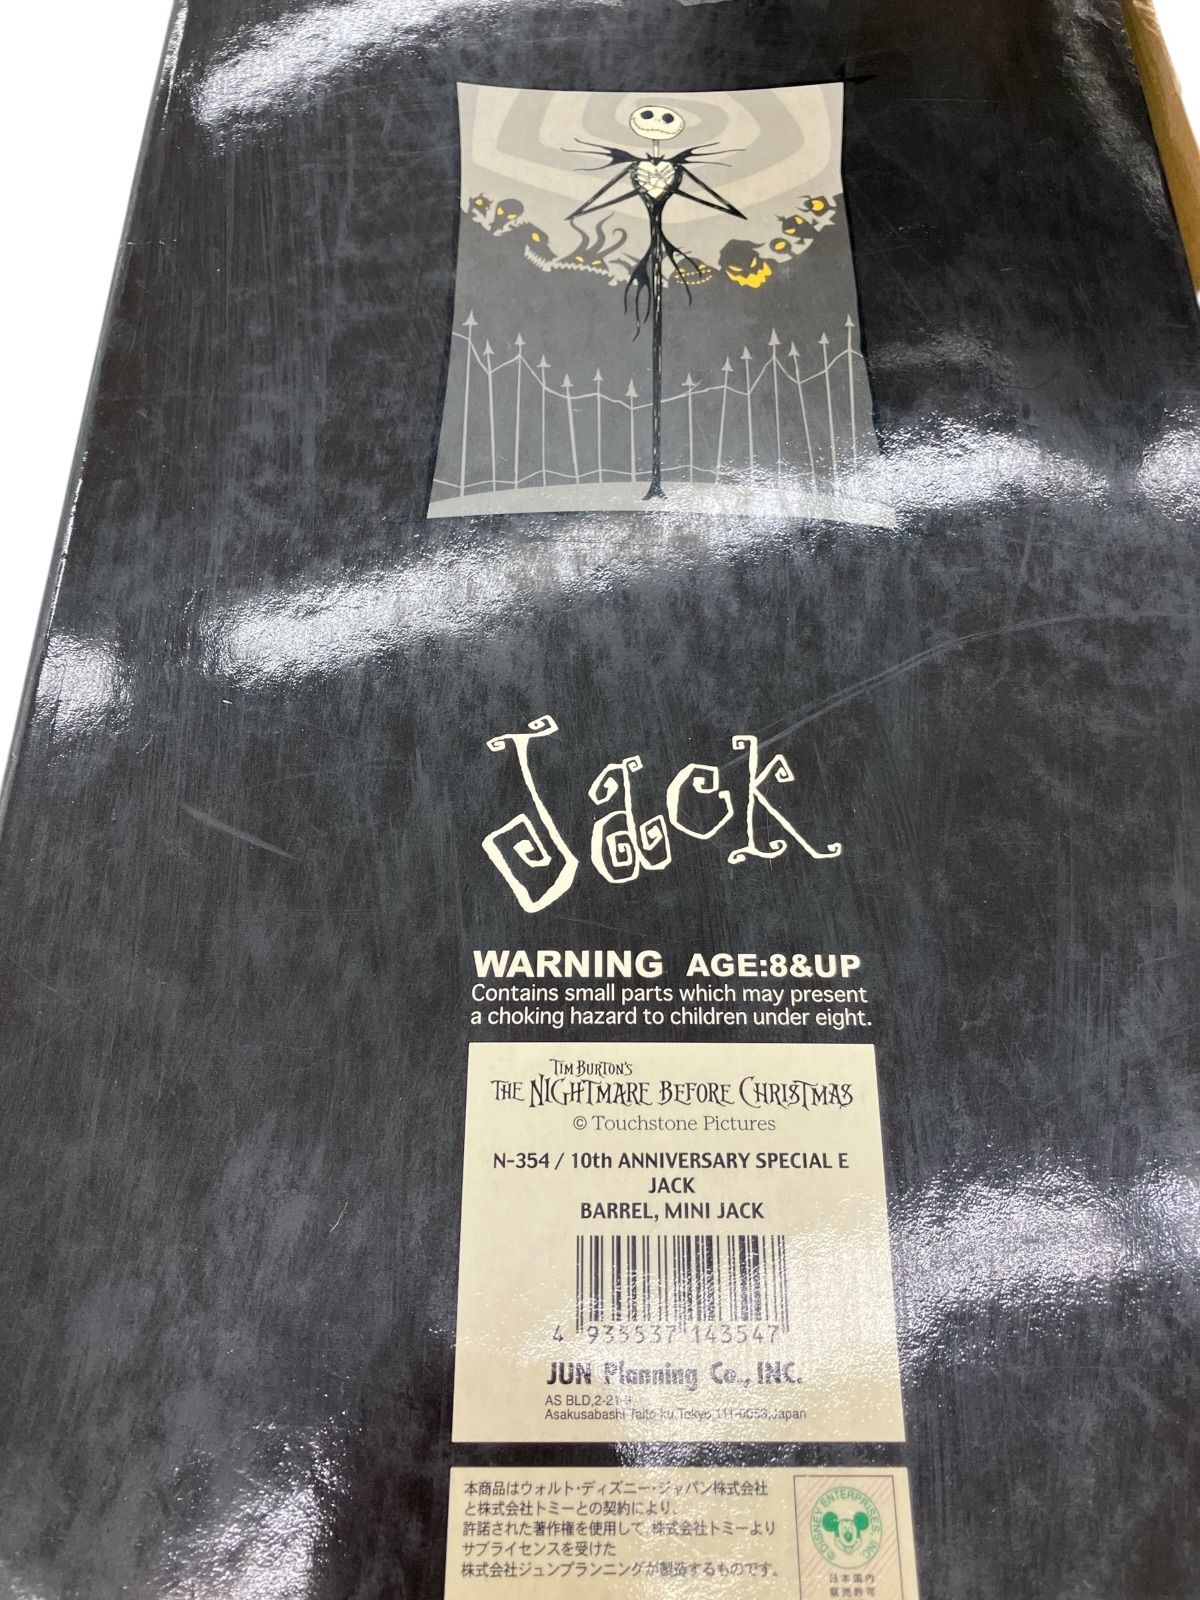 Jack
WARNING AGE:8&UP
Contains small parts which may present
a choking hazard to children under eight.
TIM BURTON'S
THE NIGHTMARE BEFORE CHRISTMAS
© Touchstone Pictures
N-354 / 10th ANNIVERSARY SPECIAL E
JACK
BARREL, MINI JACK
4 933537 143547
JUN Planning Co., INC.
AS BLD,2-21-9,
Asakusabashi Taito-ku,Tokyo,111-0053,Japan
本商品はウォルト・ディズニー・ジャパン株式会社
と株式会社トミーとの契約により、
許諾された著作権を使用して、株式会社トミーより
サブライセンスを受けた
株式会社ジュンプランニングが製造するものです。
©DISNEY ENTERPRISES, INC.
日本国内
販売許可